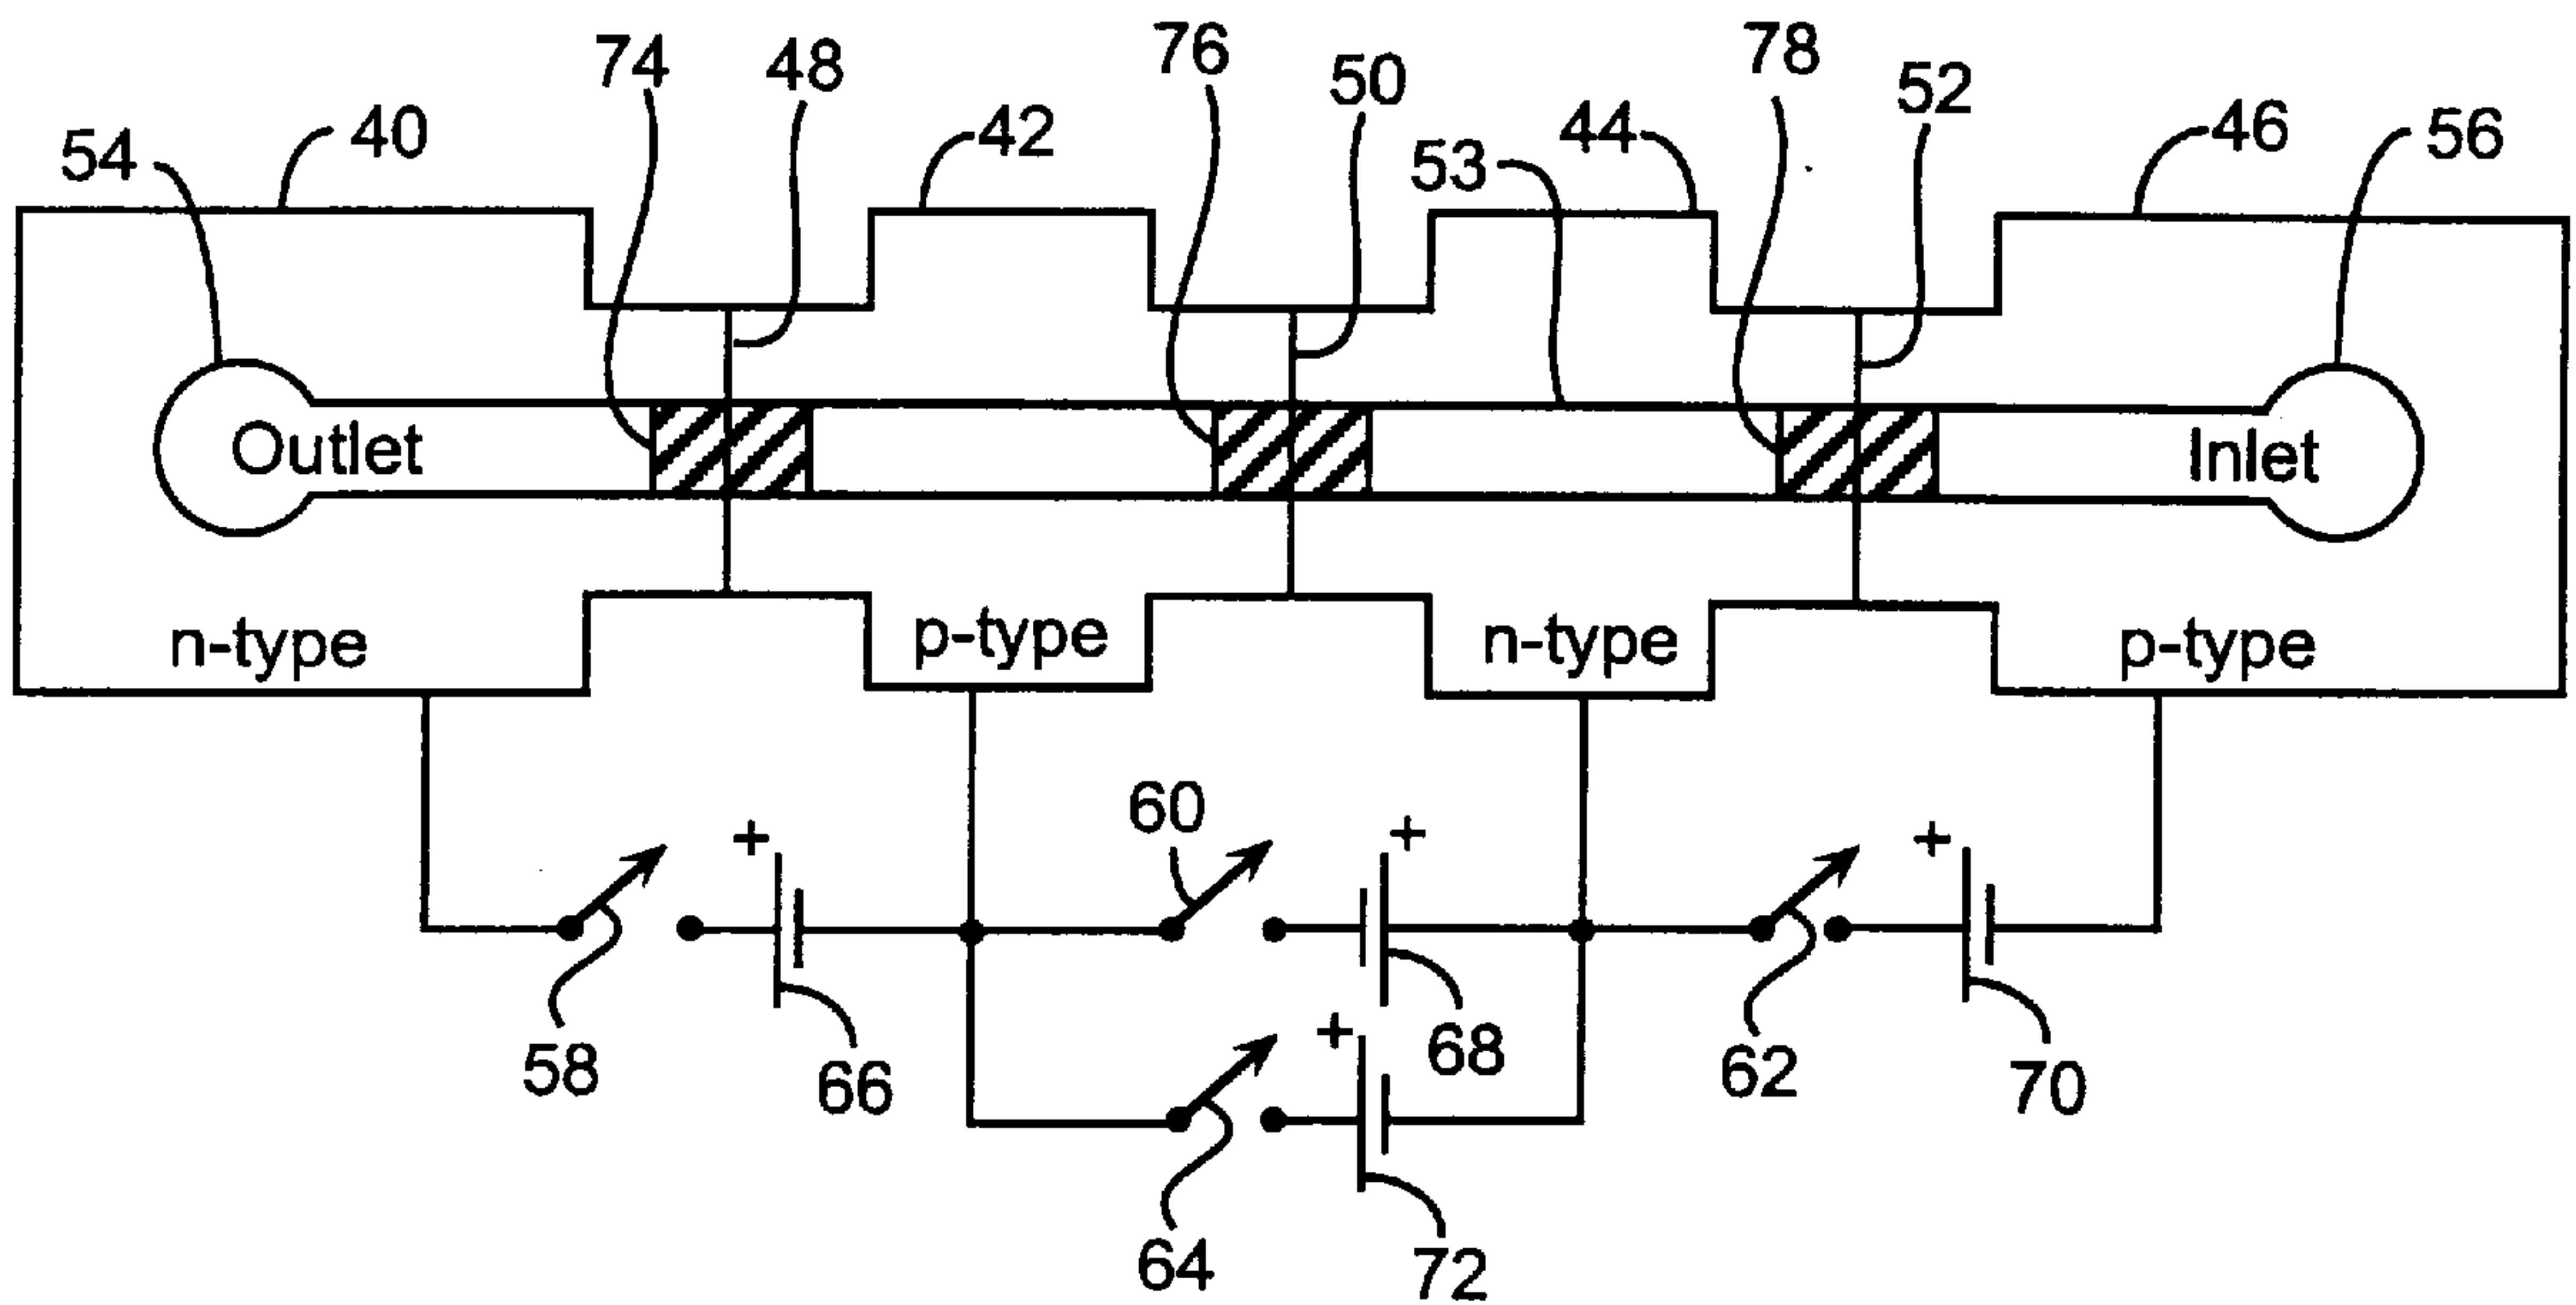 74 48 76 50 78 52
54 40 42 53 44 46 56
Outlet Inlet
n-type p-type n-type p-type
+ 60 + +
58 66 + 68 62 70
64 72